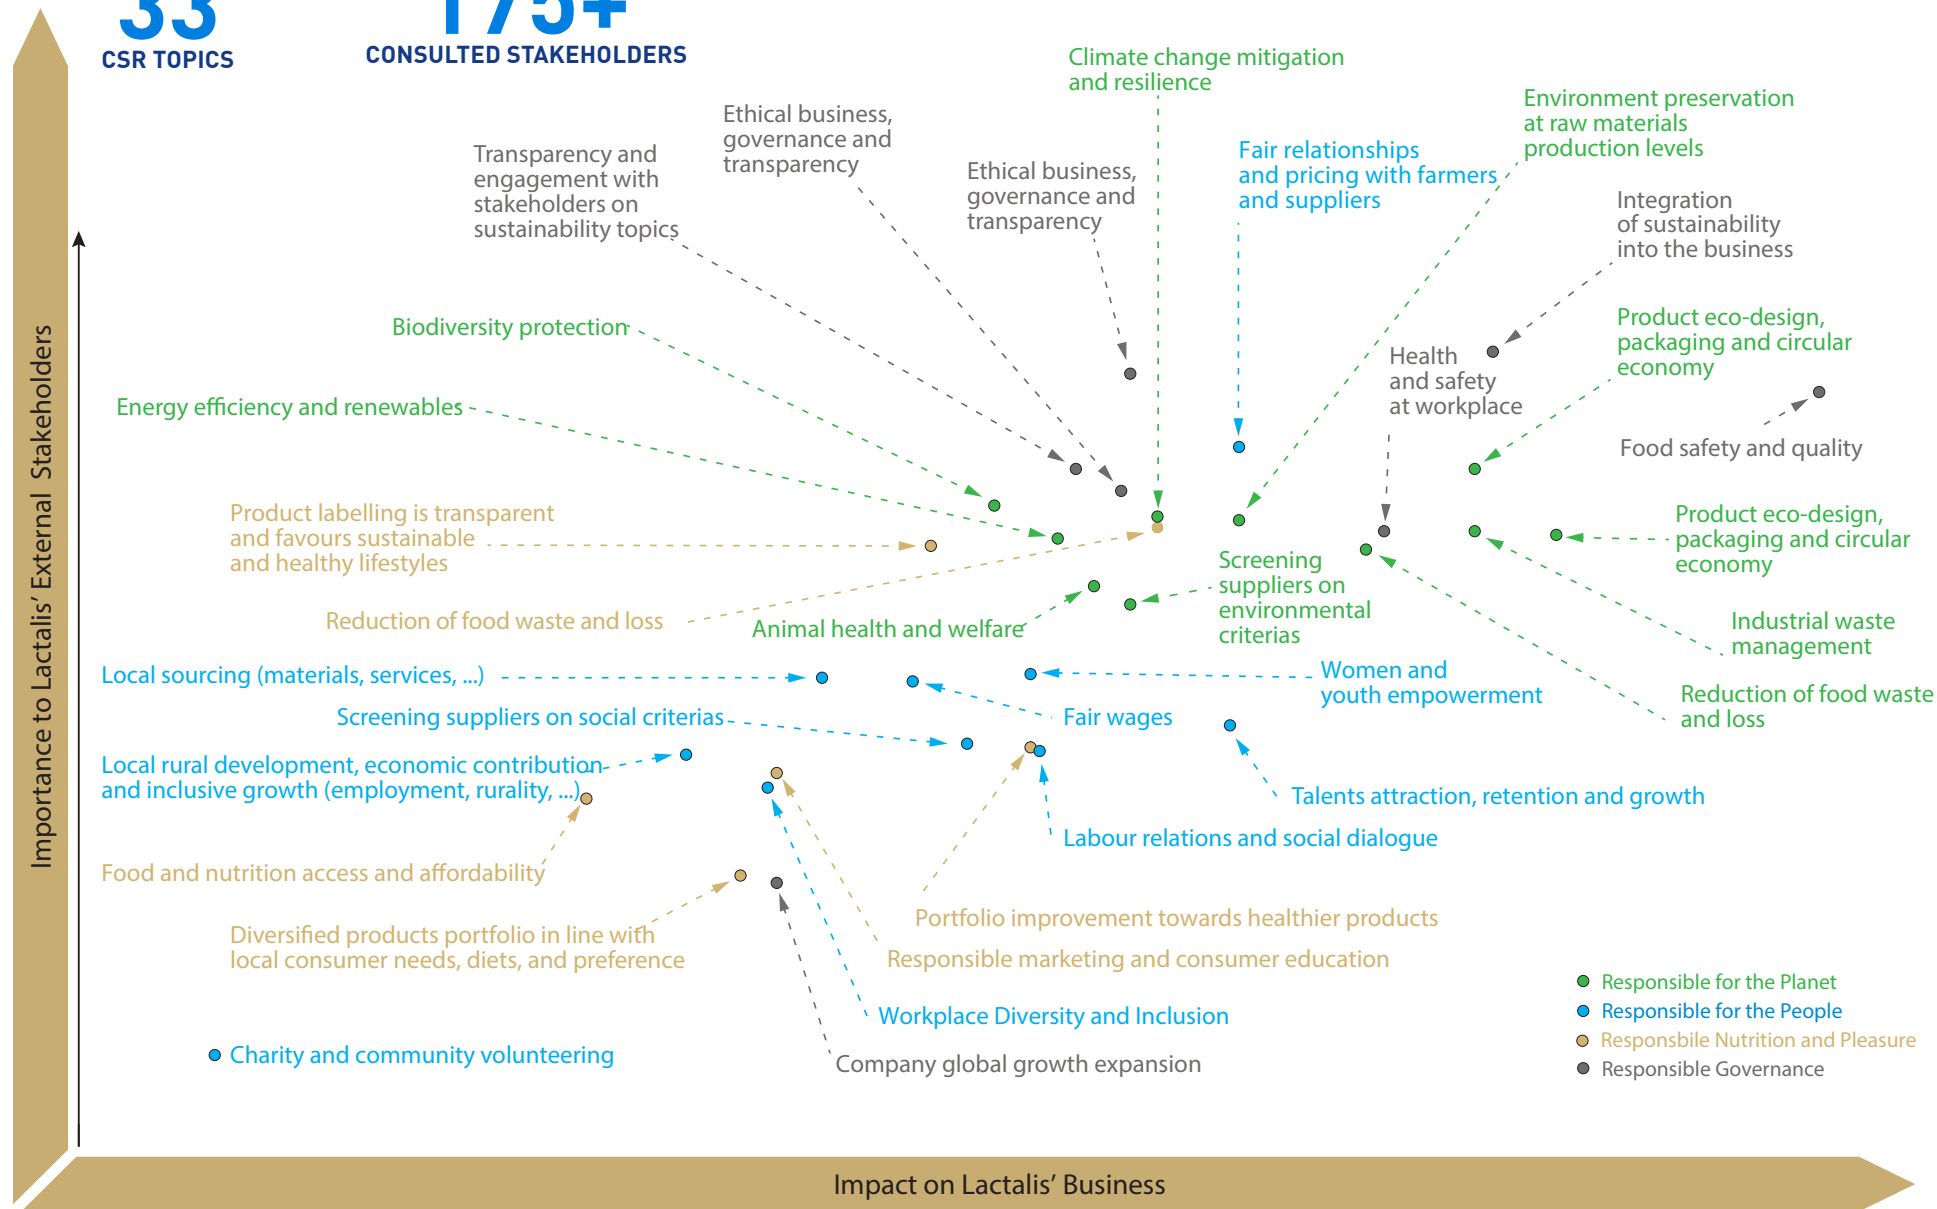 33
CSR TOPICS
175+
CONSULTED STAKEHOLDERS
Climate change mitigation
and resilience
Environment preservation
at raw materials
production levels
Ethical business,
governance and
transparency
Transparency and
engagement with
stakeholders on
sustainability topics
Ethical business,
governance and
transparency
Fair relationships
and pricing with farmers
and suppliers
Integration
of sustainability
into the business
Biodiversity protection
Product eco-design,
packaging and circular
economy
Health
and safety
at workplace
Energy efficiency and renewables
Food safety and quality
Product labelling is transparent
and favours sustainable
and healthy lifestyles
Product eco-design,
packaging and circular
economy
Screening
suppliers on
environmental
criterias
Reduction of food waste and loss
Animal health and welfare
Industrial waste
management
Local sourcing (materials, services, ...)
Women and
youth empowerment
Reduction of food waste
and loss
Screening suppliers on social criterias
Fair wages
Local rural development, economic contribution
and inclusive growth (employment, rurality, ...)
Talents attraction, retention and growth
Labour relations and social dialogue
Food and nutrition access and affordability
Portfolio improvement towards healthier products
Diversified products portfolio in line with
local consumer needs, diets, and preference
Responsible marketing and consumer education
Workplace Diversity and Inclusion
Charity and community volunteering
Company global growth expansion
Responsible for the Planet
Responsible for the People
Responsbile Nutrition and Pleasure
Responsible Governance
Importance to Lactalis’ External Stakeholders
Impact on Lactalis’ Business